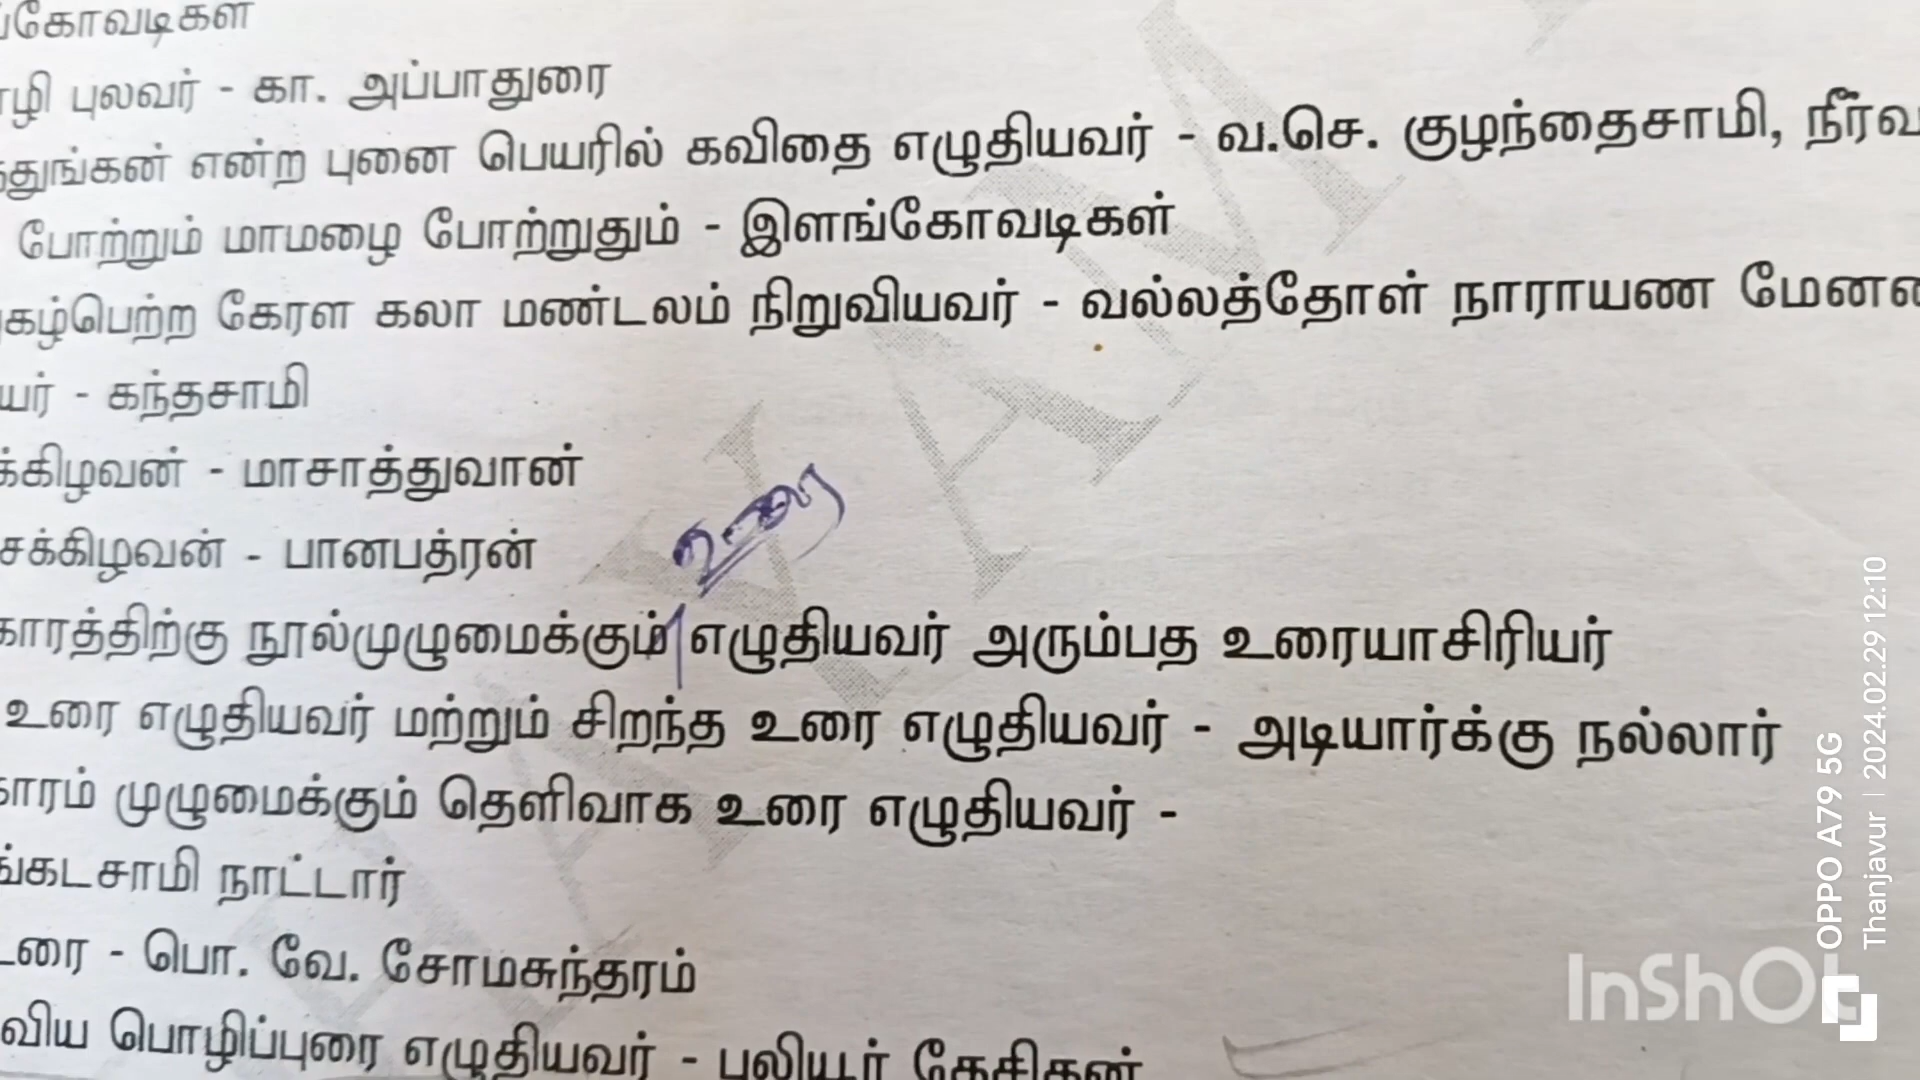 ங்கோவடிகள்
ழி புலவர் - கா. அப்பாதுரை
துங்கன் என்ற புனை பெயரில் கவிதை எழுதியவர் - வ.செ. குழந்தைசாமி, நீர்வ
போற்றும் மாமழை போற்றுதும் - இளங்கோவடிகள்
புகழ்பெற்ற கேரள கலா மண்டலம் நிறுவியவர் - வல்லத்தோள் நாராயண மேனன
யர் - கந்தசாமி
க்கிழவன் - மாசாத்துவான்
சக்கிழவன் - பானபத்ரன்
உரை
காரத்திற்கு நூல்முழுமைக்கும் எழுதியவர் அரும்பத உரையாசிரியர்
உரை எழுதியவர் மற்றும் சிறந்த உரை எழுதியவர் - அடியார்க்கு நல்லார்
காரம் முழுமைக்கும் தெளிவாக உரை எழுதியவர் -
ங்கடசாமி நாட்டார்
உரை - பொ. வே. சோமசுந்தரம்
விய பொழிப்புரை எழுதியவர் - புலியூர் கேசிகன்
OPPO A79 5G
Thanjavur | 2024.02.29 12:10
InShOt